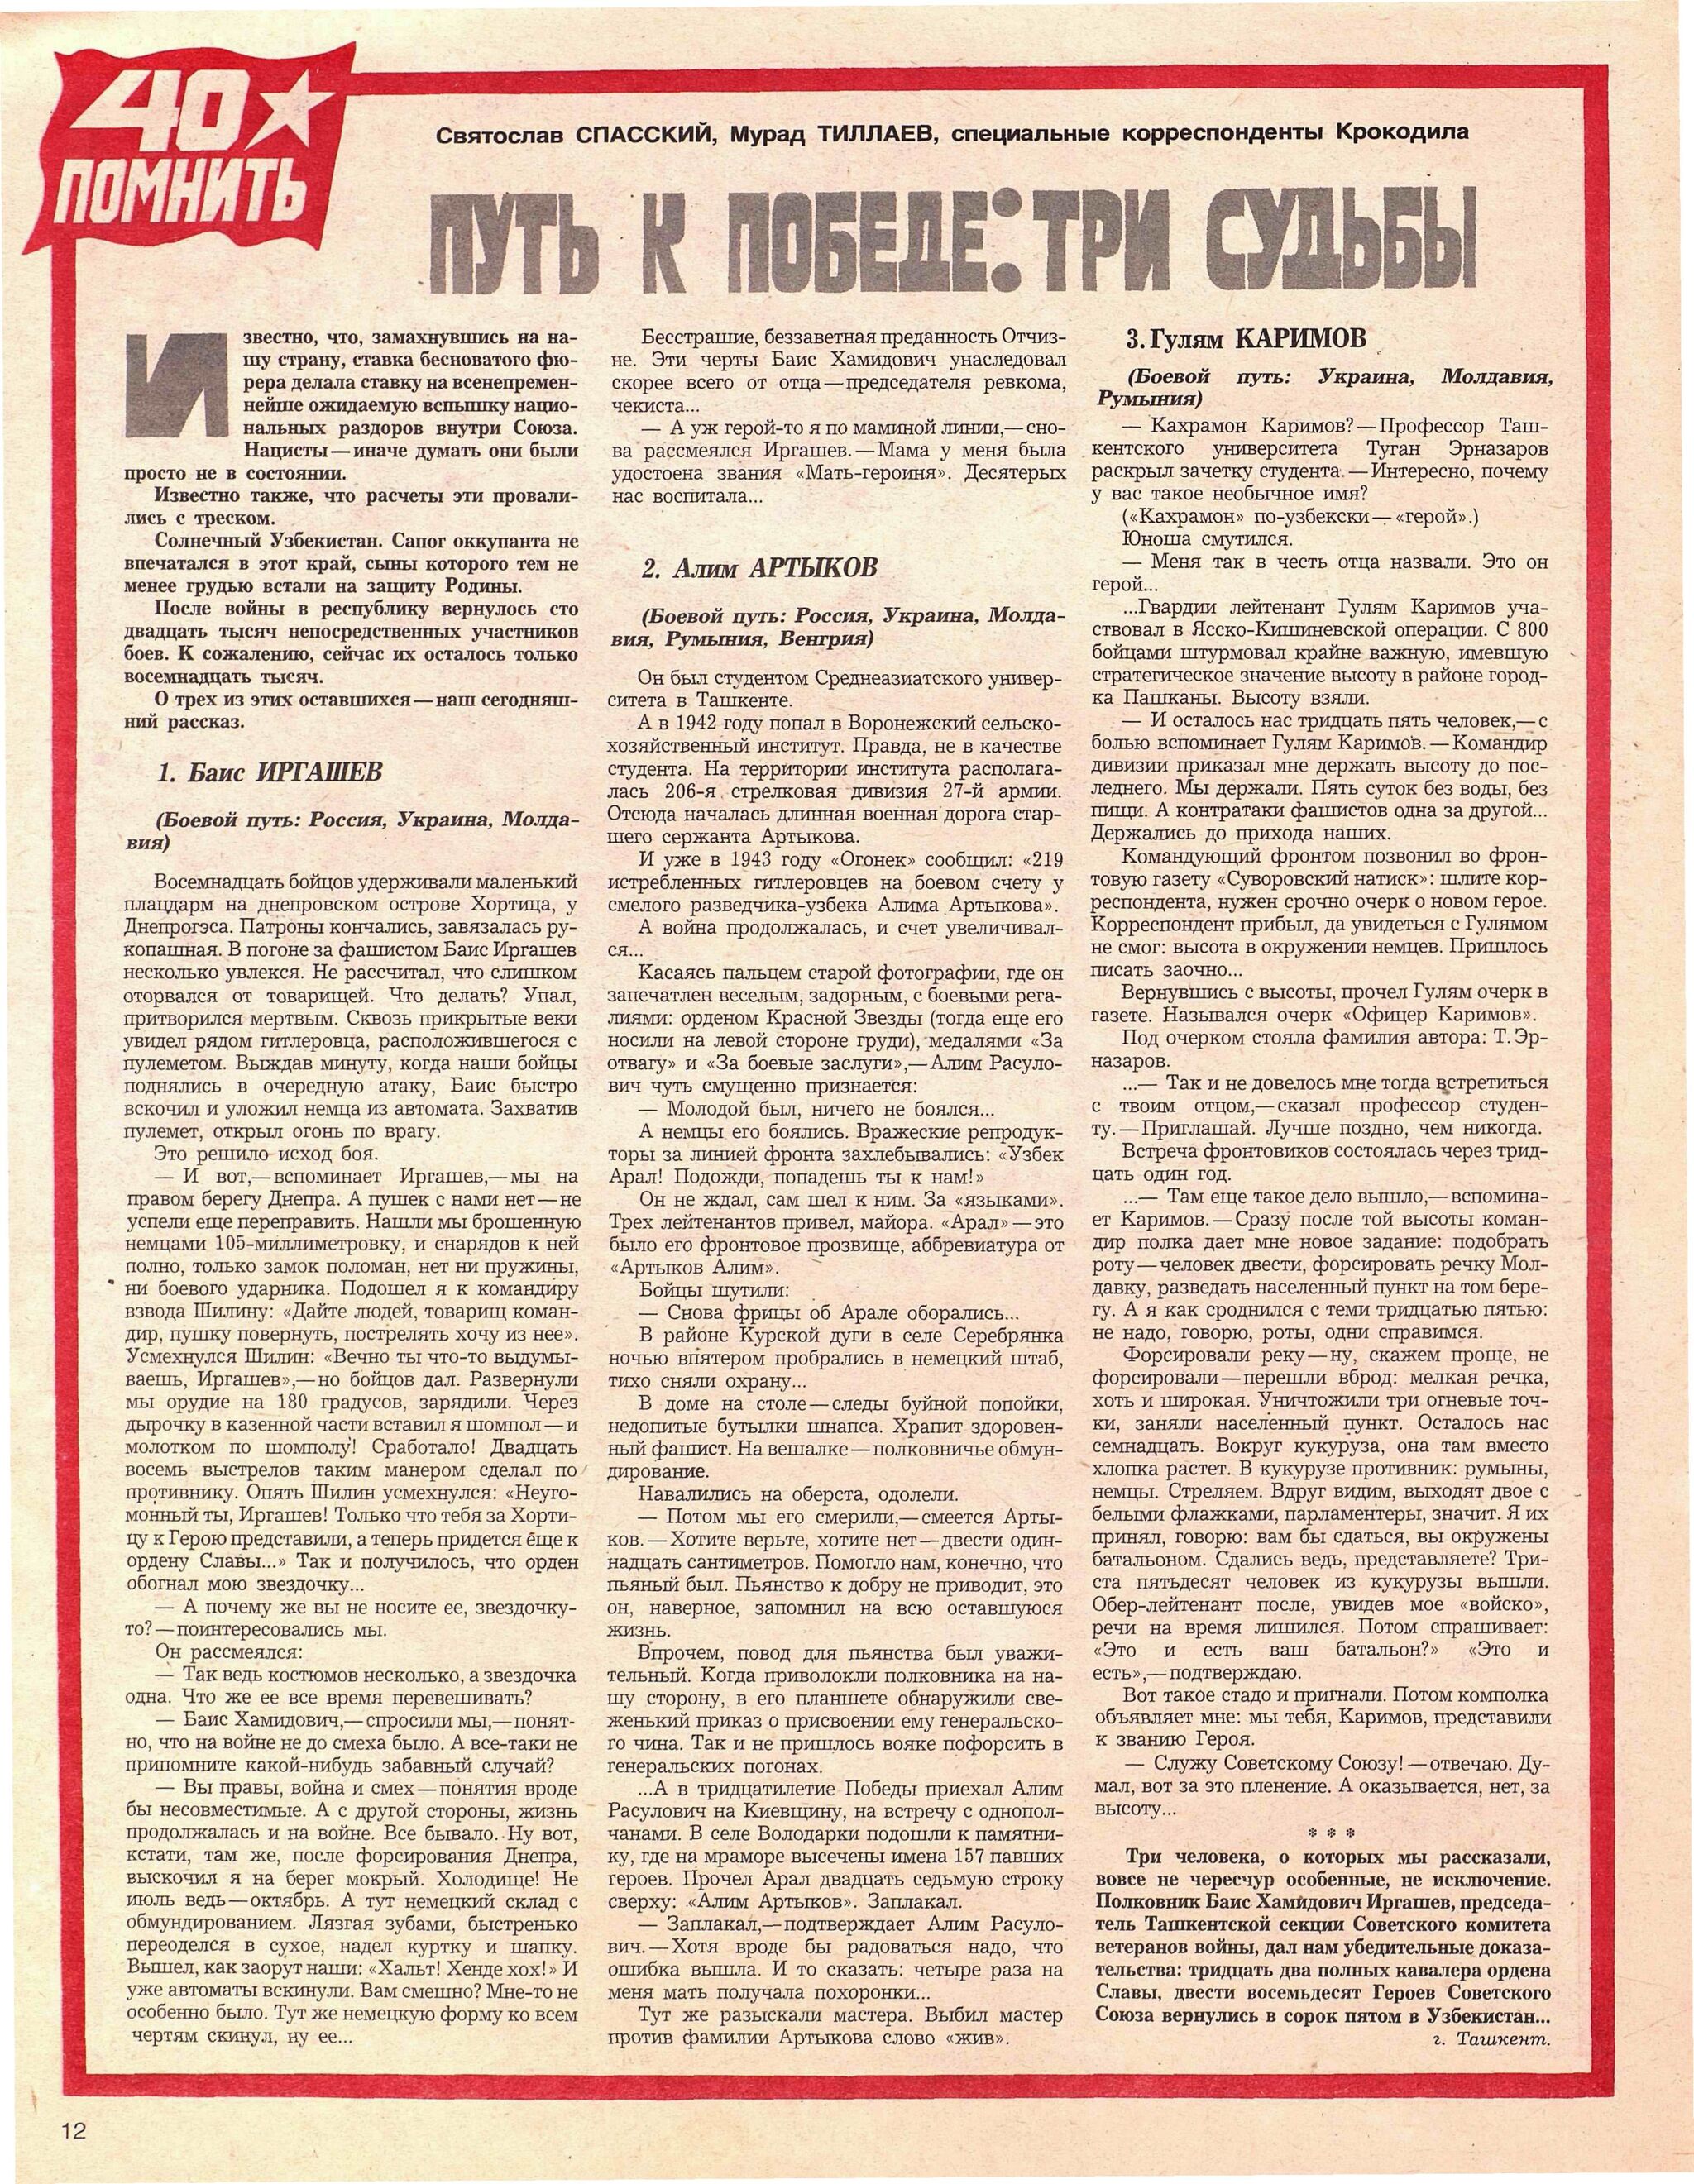 40
ПОМНИТЬ
Святослав СПАССКИЙ, Мурад ТИЛЛАЕВ, специальные корреспонденты Крокодила
ПУТЬ К ПОБЕДЕ: ТРИ СУДЬБЫ
Известно, что, замахнувшись на на-
шу страну, ставка бесноватого фю-
рера делала ставку на всенепремен-
нейше ожидаемую вспышку нацио-
нальных раздоров внутри Союза.
Нацисты—иначе думать они были
просто не в состоянии.
Известно также, что расчеты эти провали-
лись с треском.
Солнечный Узбекистан. Сапог оккупанта не
впечатался в этот край, сыны которого тем не
менее грудью встали на защиту Родины.
После войны в республику вернулось сто
двадцать тысяч непосредственных участников
боев. К сожалению, сейчас их осталось только
восемнадцать тысяч.
О трех из этих оставшихся—наш сегодняш-
ний рассказ.
1. Баис ИРГАШЕВ
(Боевой путь: Россия, Украина, Молда-
вия)
Восемнадцать бойцов удерживали маленький
плацдарм на днепровском острове Хортица, у
Днепрогэса. Патроны кончались, завязалась ру-
копашная. В погоне за фашистом Баис Иргашев
несколько увлекся. Не рассчитал, что слишком
оторвался от товарищей. Что делать? Упал,
притворился мертвым. Сквозь прикрытые веки
увидел рядом гитлеровца, расположившегося с
пулеметом. Выждав минуту, когда наши бойцы
поднялись в очередную атаку, Баис быстро
вскочил и уложил немца из автомата. Захватив
пулемет, открыл огонь по врагу.
Это решило исход боя.
— И вот,—вспоминает Иргашев,—мы на
правом берегу Днепра. А пушек с нами нет—не
успели еще переправить. Нашли мы брошенную
немцами 105-миллиметровку, и снарядов к ней
полно, только замок поломан, нет ни пружины,
ни боевого ударника. Подошел я к командиру
взвода Шилину: «Дайте людей, товарищ коман-
дир, пушку повернуть, пострелять хочу из нее».
Усмехнулся Шилин: «Вечно ты что-то выдумы-
ваешь, Иргашев»,—но бойцов дал. Развернули
мы орудие на 180 градусов, зарядили. Через
дырочку в казенной части вставил я шомпол—и
молотком по шомполу! Сработало! Двадцать
восемь выстрелов таким манером сделал по
противнику. Опять Шилин усмехнулся: «Неуго-
монный ты, Иргашев! Только что тебя за Хорти-
цу к Герою представили, а теперь придется еще к
ордену Славы...» Так и получилось, что орден
обогнал мою звездочку...
— А почему же вы не носите ее, звездочку-
то?—поинтересовались мы.
Он рассмеялся:
— Так ведь костюмов несколько, а звездочка
одна. Что же ее все время перевешивать?
— Баис Хамидович,—спросили мы,—понят-
но, что на войне не до смеха было. А все-таки не
припомните какой-нибудь забавный случай?
— Вы правы, война и смех—понятия вроде
бы несовместимые. А с другой стороны, жизнь
продолжалась и на войне. Все бывало. Ну вот,
кстати, там же, после форсирования Днепра,
выскочил я на берег мокрый. Холодище! Не
июль ведь—октябрь. А тут немецкий склад с
обмундированием. Лязгая зубами, быстренько
переоделся в сухое, надел куртку и шапку.
Вышел, как заорут наши: «Хальт! Хенде хох!» И
уже автоматы вскинули. Вам смешно? Мне-то не
особенно было. Тут же немецкую форму ко всем
чертям скинул, ну ее...
Бесстрашие, беззаветная преданность Отчиз-
не. Эти черты Баис Хамидович унаследовал
скорее всего от отца—председателя ревкома,
чекиста...
— А уж герой-то я по маминой линии,—сно-
ва рассмеялся Иргашев.—Мама у меня была
удостоена звания «Мать-героиня». Десятерых
нас воспитала...
2. Алим АРТЫКОВ
(Боевой путь: Россия, Украина, Молда-
вия, Румыния, Венгрия)
Он был студентом Среднеазиатского универ-
ситета в Ташкенте.
А в 1942 году попал в Воронежский сельско-
хозяйственный институт. Правда, не в качестве
студента. На территории института располага-
лась 206-я стрелковая дивизия 27-й армии.
Отсюда началась длинная военная дорога стар-
шего сержанта Артыкова.
И уже в 1943 году «Огонек» сообщил: «219
истребленных гитлеровцев на боевом счету у
смелого разведчика-узбека Алима Артыкова».
А война продолжалась, и счет увеличивал-
ся...
Касаясь пальцем старой фотографии, где он
запечатлен веселым, задорным, с боевыми рега-
лиями: орденом Красной Звезды (тогда еще его
носили на левой стороне груди), медалями «За
отвагу» и «За боевые заслуги»,—Алим Расуло-
вич чуть смущенно признается:
— Молодой был, ничего не боялся...
А немцы его боялись. Вражеские репродук-
торы за линией фронта захлебывались: «Узбек
Арал! Подожди, попадешь ты к нам!»
Он не ждал, сам шел к ним. За «языками».
Трех лейтенантов привел, майора. «Арал»—это
было его фронтовое прозвище, аббревиатура от
«Артыков Алим».
Бойцы шутили:
— Снова фрицы об Арале оборались...
В районе Курской дуги в селе Серебрянка
ночью впятером пробрались в немецкий штаб,
тихо сняли охрану...
В доме на столе—следы буйной попойки,
недопитые бутылки шнапса. Храпит здоровен-
ный фашист. На вешалке—полковничье обмун-
дирование.
Навалились на оберста, одолели.
— Потом мы его смерили,—смеется Арты-
ков.—Хотите верьте, хотите нет—двести один-
надцать сантиметров. Помогло нам, конечно, что
пьяный был. Пьянство к добру не приводит, это
он, наверное, запомнил на всю оставшуюся
жизнь.
Впрочем, повод для пьянства был уважи-
тельный. Когда приволокли полковника на на-
шу сторону, в его планшете обнаружили све-
женький приказ о присвоении ему генеральско-
го чина. Так и не пришлось вояке пофорсить в
генеральских погонах.
...А в тридцатилетие Победы приехал Алим
Расулович на Киевщину, на встречу с однопол-
чанами. В селе Володарки подошли к памятни-
ку, где на мраморе высечены имена 157 павших
героев. Прочел Арал двадцать седьмую строку
сверху: «Алим Артыков». Заплакал.
— Заплакал,—подтверждает Алим Расуло-
вич.—Хотя вроде бы радоваться надо, что
ошибка вышла. И то сказать: четыре раза на
меня мать получала похоронки...
Тут же разыскали мастера. Выбил мастер
против фамилии Артыкова слово «жив».
3. Гулям КАРИМОВ
(Боевой путь: Украина, Молдавия,
Румыния)
— Кахрамон Каримов?—Профессор Таш-
кентского университета Туган Эрназаров
раскрыл зачетку студента.—Интересно, почему
у вас такое необычное имя?
(«Кахрамон» по-узбекски—«герой».)
Юноша смутился.
— Меня так в честь отца назвали. Это он
герой...
...Гвардии лейтенант Гулям Каримов уча-
ствовал в Ясско-Кишиневской операции. С 800
бойцами штурмовал крайне важную, имевшую
стратегическое значение высоту в районе город-
ка Пашканы. Высоту взяли.
— И осталось нас тридцать пять человек,—с
болью вспоминает Гулям Каримов.—Командир
дивизии приказал мне держать высоту до пос-
леднего. Мы держали. Пять суток без воды, без
пищи. А контратаки фашистов одна за другой...
Держались до прихода наших.
Командующий фронтом позвонил во фрон-
товую газету «Суворовский натиск»: шлите кор-
респондента, нужен срочно очерк о новом герое.
Корреспондент прибыл, да увидеться с Гулямом
не смог: высота в окружении немцев. Пришлось
писать заочно...
Вернувшись с высоты, прочел Гулям очерк в
газете. Назывался очерк «Офицер Каримов».
Под очерком стояла фамилия автора: Т. Эр-
назаров.
...— Так и не довелось мне тогда встретиться
с твоим отцом,—сказал профессор студен-
ту.—Приглашай. Лучше поздно, чем никогда.
Встреча фронтовиков состоялась через трид-
цать один год.
...— Там еще такое дело вышло,—вспомина-
ет Каримов.—Сразу после той высоты коман-
дир полка дает мне новое задание: подобрать
роту—человек двести, форсировать речку Мол-
давку, разведать населенный пункт на том бере-
гу. А я как сроднился с теми тридцатью пятью:
не надо, говорю, роты, одни справимся.
Форсировали реку—ну, скажем проще, не
форсировали—перешли вброд: мелкая речка,
хоть и широкая. Уничтожили три огневые точ-
ки, заняли населенный пункт. Осталось нас
семнадцать. Вокруг кукуруза, она там вместо
хлопка растет. В кукурузе противник: румыны,
немцы. Стреляем. Вдруг видим, выходят двое с
белыми флажками, парламентеры, значит. Я их
принял, говорю: вам бы сдаться, вы окружены
батальоном. Сдались ведь, представляете? Три-
ста пятьдесят человек из кукурузы вышли.
Обер-лейтенант после, увидев мое «войско»,
речи на время лишился. Потом спрашивает:
«Это и есть ваш батальон?» «Это и
есть»,—подтверждаю.
Вот такое стадо и пригнали. Потом комполка
объявляет мне: мы тебя, Каримов, представили
к званию Героя.
— Служу Советскому Союзу!—отвечаю. Ду-
мал, вот за это пленение. А оказывается, нет, за
высоту...
* * *
Три человека, о которых мы рассказали,
вовсе не чересчур особенные, не исключение.
Полковник Баис Хамидович Иргашев, председа-
тель Ташкентской секции Советского комитета
ветеранов войны, дал нам убедительные доказа-
тельства: тридцать два полных кавалера ордена
Славы, двести восемьдесят Героев Советского
Союза вернулись в сорок пятом в Узбекистан...
г. Ташкент.
12